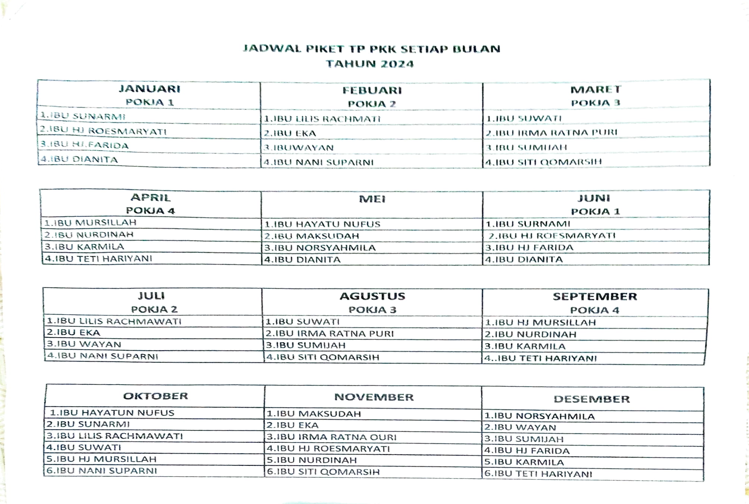 JADWAL PIKET TP PKK SETIAP BULAN
TAHUN 2024
JANUARI
POKJA 1
1.IBU SUNARMI
2.IBU HJ ROESMARYATI
3.IBU HJ.FARIDA
4.IBU DIANITA
FEBUARI
POKJA 2
1.IBU LILIS RACHMATI
2.IBU EKA
3.IBUWAYAN
4.IBU NANI SUPARNI
MARET
POKJA 3
1.IBU SUWATI
2.IBU IRMA RATNA PURI
3.IBU SUMIJAH
4.IBU SITI QOMARSIH
APRIL
POKJA 4
1.IBU MURSILLAH
2.IBU NURDINAH
3.IBU KARMILA
4.IBU TETI HARIYANI
MEI
1.IBU HAYATU NUFUS
2.IBU MAKSUDAH
3.IBU NORSYAHMILA
4.IBU DIANITA
JUNI
POKJA 1
1.IBU SURNAMI
2.IBU HJ ROESMARYATI
3.IBU HJ FARIDA
4.IBU DIANITA
JULI
POKJA 2
1.IBU LILIS RACHMAWATI
2.IBU EKA
3.IBU WAYAN
4.IBU NANI SUPARNI
AGUSTUS
POKJA 3
1.IBU SUWATI
2.IBU IRMA RATNA PURI
3.IBU SUMIJAH
4.IBU SITI QOMARSIH
SEPTEMBER
POKJA 4
1.IBU HJ MURSILLAH
2.IBU NURDINAH
3.IBU KARMILA
4..IBU TETI HARIYANI
OKTOBER
1.IBU HAYATUN NUFUS
2.IBU SUNARMI
3.IBU LILIS RACHMAWATI
4.IBU SUWATI
5.IBU HJ MURSILLAH
6.IBU NANI SUPARNI
NOVEMBER
1.IBU MAKSUDAH
2.IBU EKA
3.IBU IRMA RATNA OURI
4.IBU HJ ROESMARYATI
5.IBU NURDINAH
6.IBU SITI QOMARSIH
DESEMBER
1.IBU NORSYAHMILA
2.IBU WAYAN
3.IBU SUMIJAH
4.IBU HJ FARIDA
5.IBU KARMILA
6.IBU TETI HARIYANI